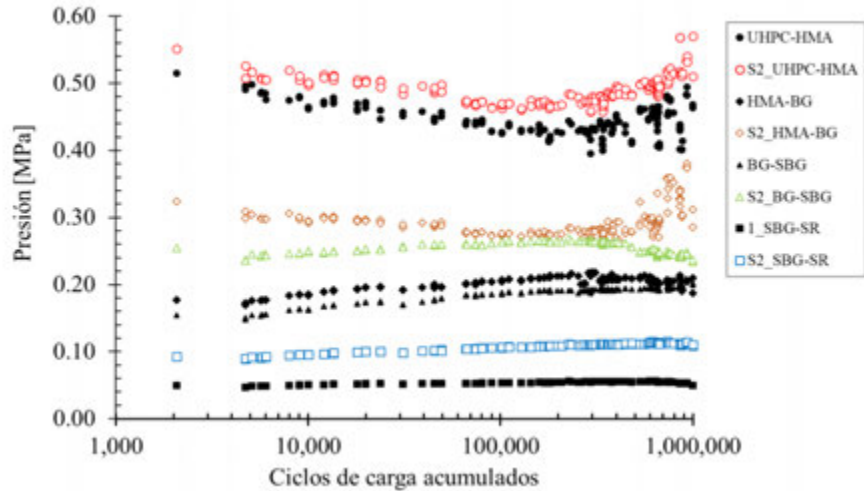 0.60
0.50
0.40
0.30
0.20
0.10
0.00
Presión [MPa]
1,000
10,000
100,000
1,000,000
Ciclos de carga acumulados
UHPC-HMA
S2_UHPC-HMA
HMA-BG
S2_HMA-BG
BG-SBG
S2_BG-SBG
1_SBG-SR
S2_SBG-SR